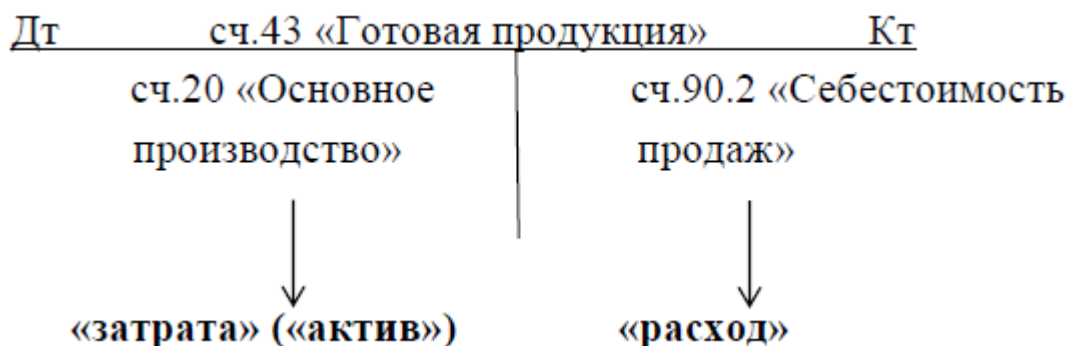 Дт сч.43 «Готовая продукция» Кт
сч.20 «Основное сч.90.2 «Себестоимость
производство» продаж»
«затрата» («актив») «расход»